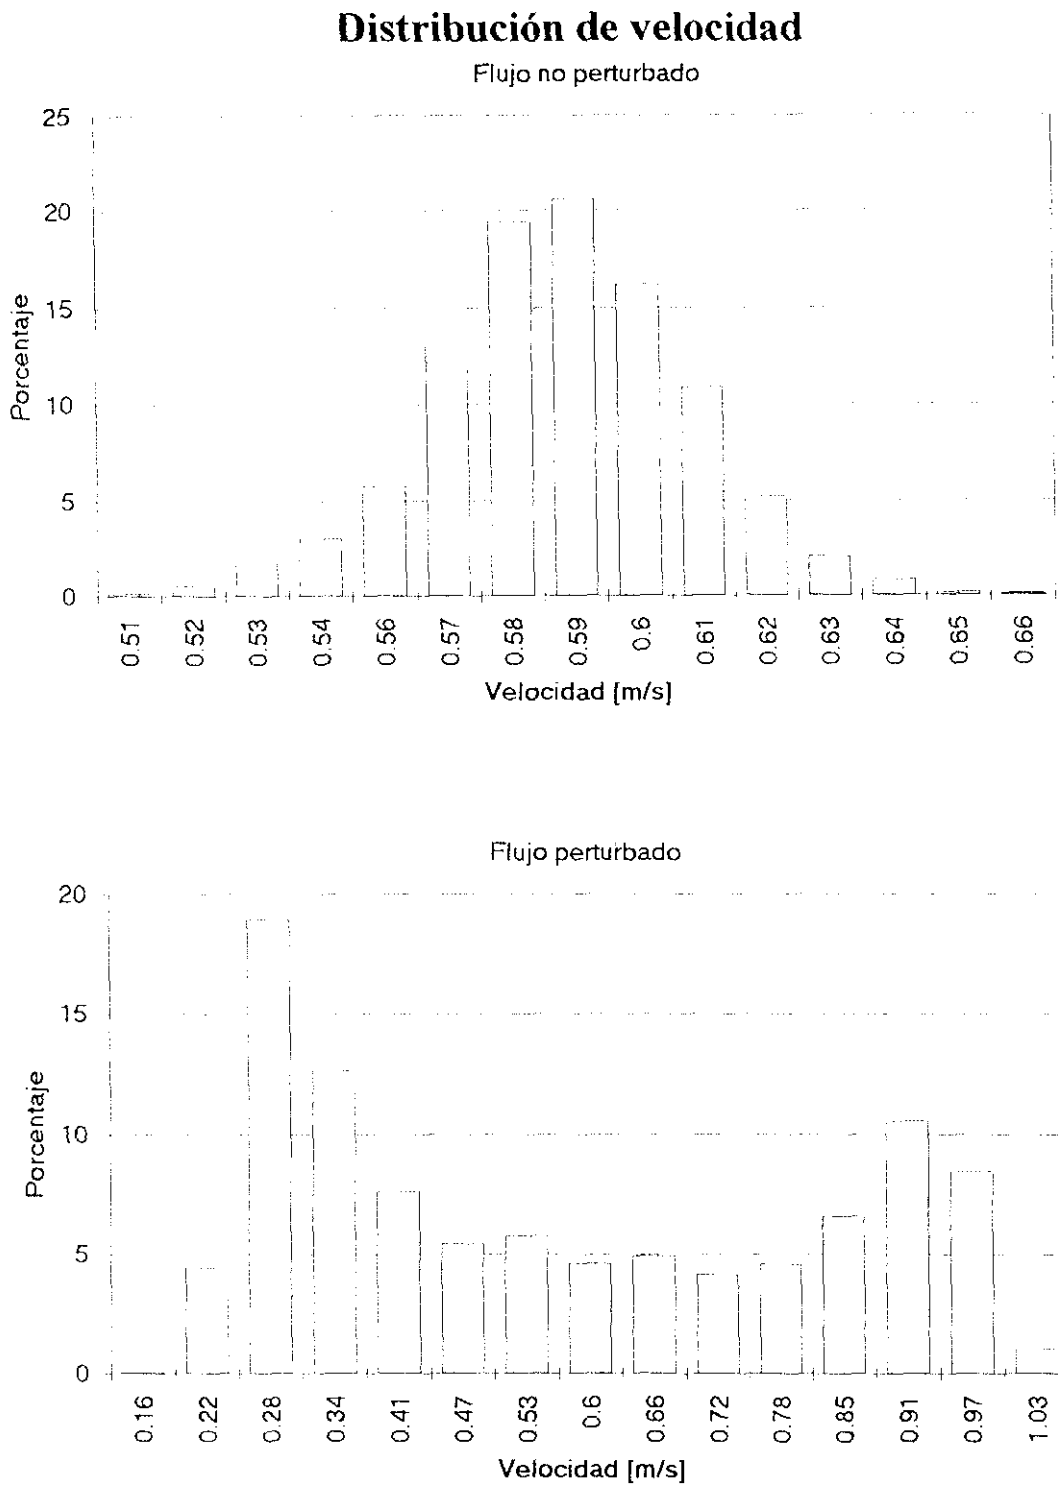 Distribución de velocidad
Flujo no perturbado
25
20
15
10
5
0
Porcentaje
0.51 0.52 0.53 0.54 0.56 0.57 0.58 0.59 0.6 0.61 0.62 0.63 0.64 0.65 0.66
Velocidad [m/s]
Flujo perturbado
20
15
10
5
0
Porcentaje
0.16 0.22 0.28 0.34 0.41 0.47 0.53 0.6 0.66 0.72 0.78 0.85 0.91 0.97 1.03
Velocidad [m/s]